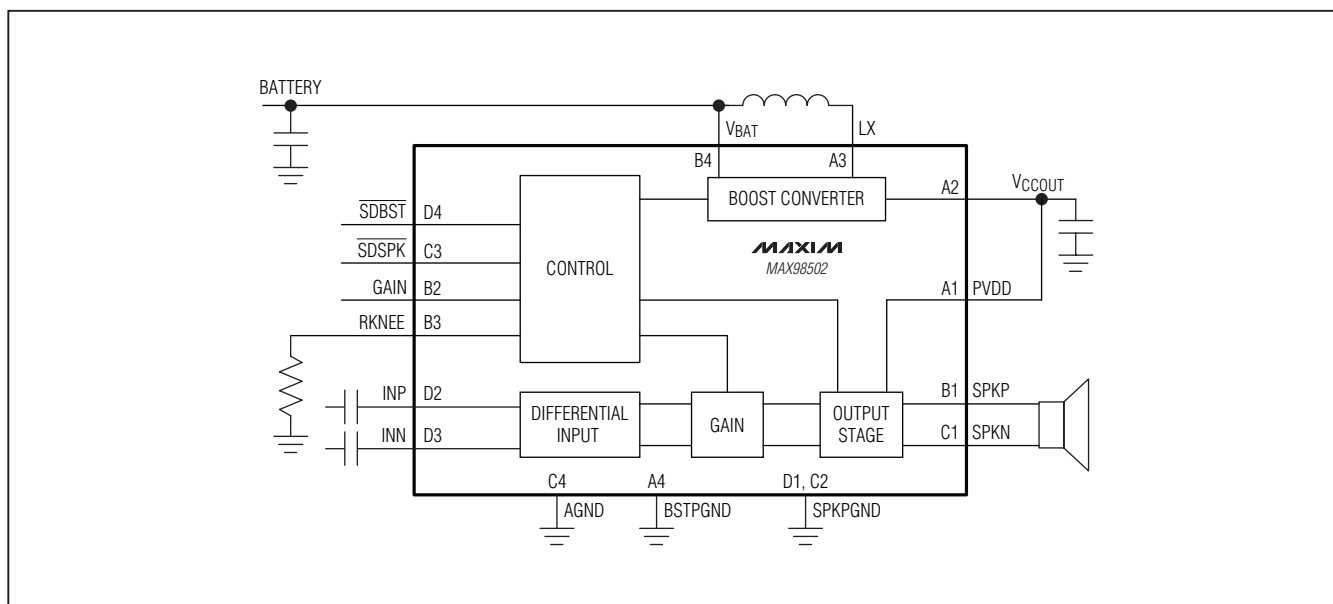 BATTERY
VBAT
LX
B4
A3
BOOST CONVERTER
A2
VCCOUT
SDBST
D4
SDSPK
C3
GAIN
B2
RKNEE
B3
CONTROL
MAXIM
MAX98502
A1
PVDD
INP
D2
INN
D3
DIFFERENTIAL
INPUT
GAIN
OUTPUT
STAGE
B1
SPKP
C1
SPKN
C4
AGND
A4
BSTPGND
D1, C2
SPKPGND